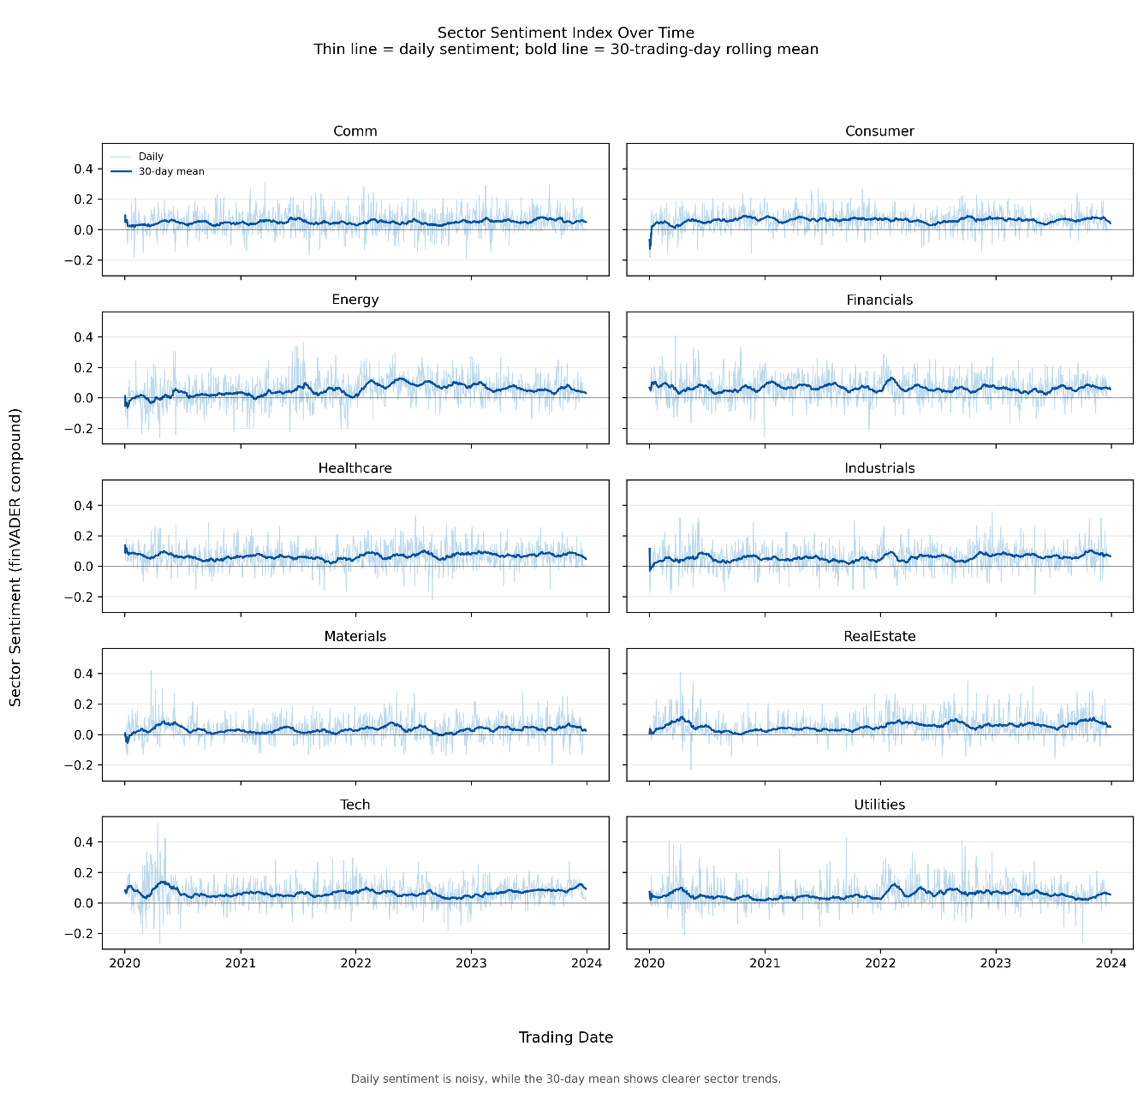 Sector Sentiment Index Over Time
Thin line = daily sentiment; bold line = 30-trading-day rolling mean
Comm
Consumer
Daily
30-day mean
0.4
0.2
0.0
−0.2
Energy
Financials
0.4
0.2
0.0
−0.2
Healthcare
Industrials
0.4
0.2
0.0
−0.2
Materials
RealEstate
0.4
0.2
0.0
−0.2
Tech
Utilities
0.4
0.2
0.0
−0.2
2020 2021 2022 2023 2024
2020 2021 2022 2023 2024
Sector Sentiment (finVADER compound)
Trading Date
Daily sentiment is noisy, while the 30-day mean shows clearer sector trends.